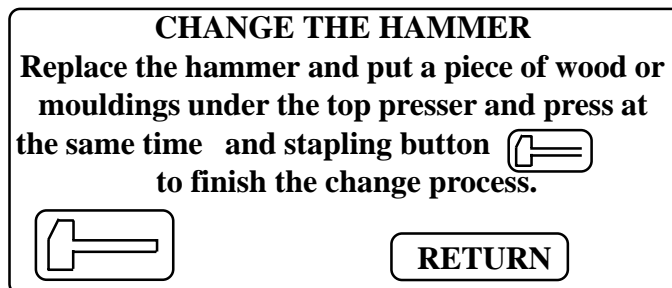 CHANGE THE HAMMER
Replace the hammer and put a piece of wood or
mouldings under the top presser and press at
the same time and stapling button
to finish the change process.
RETURN